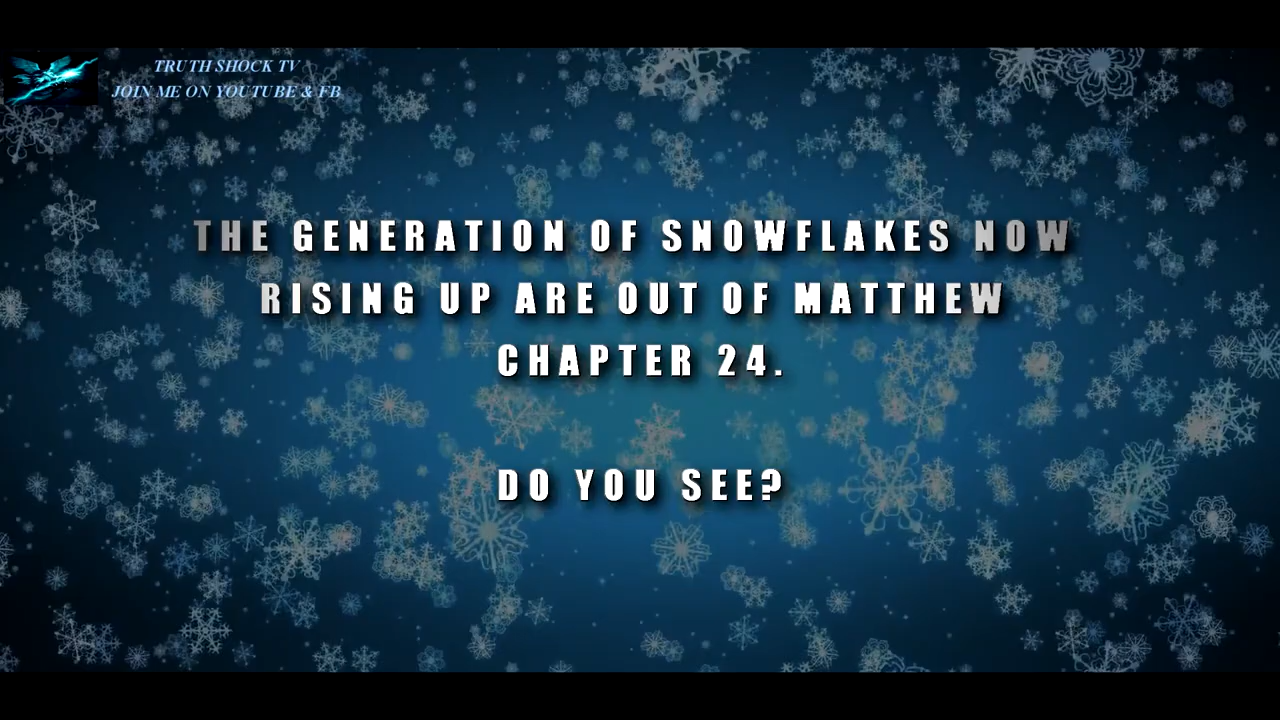 TRUTH SHOCK TV
JOIN ME ON YOUTUBE & FB
THE GENERATION OF SNOWFLAKES NOW
RISING UP ARE OUT OF MATTHEW
CHAPTER 24.
DO YOU SEE?